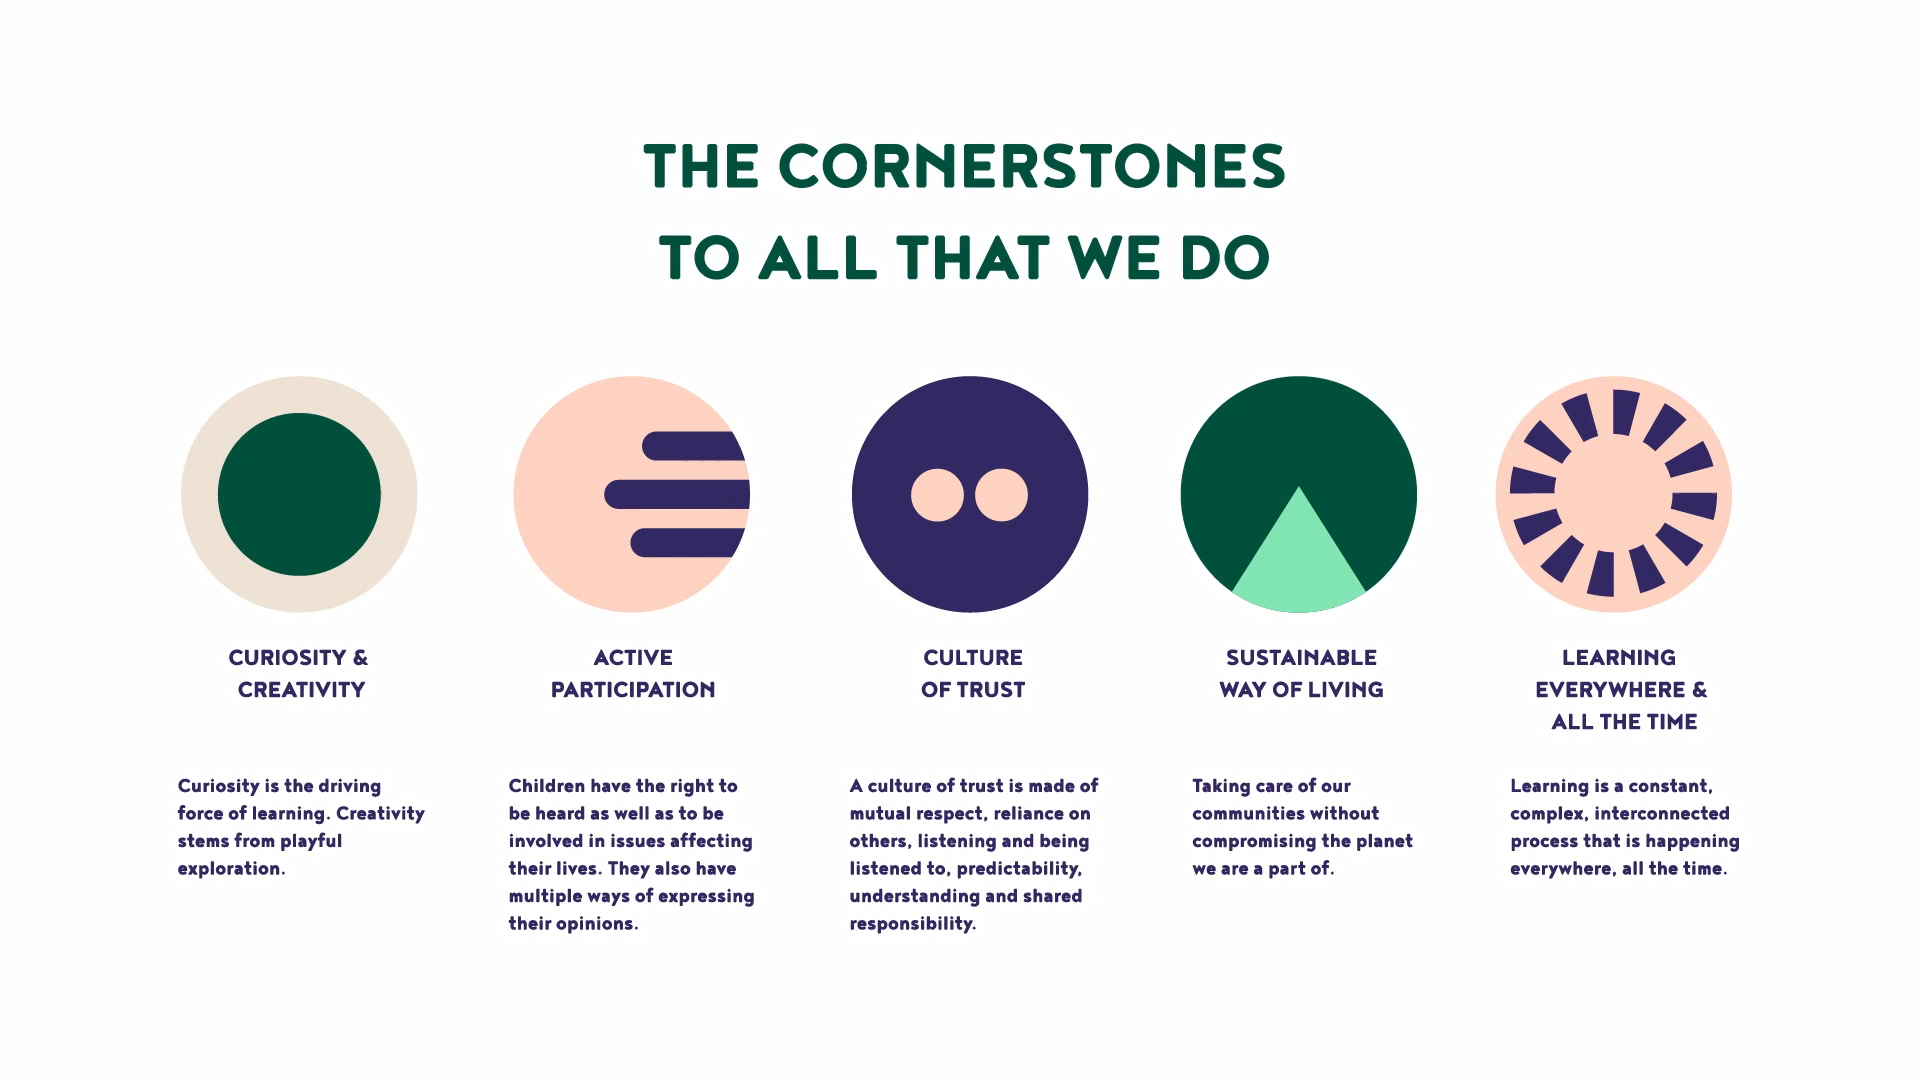 THE CORNERSTONES
TO ALL THAT WE DO
CURIOSITY &
CREATIVITY
Curiosity is the driving
force of learning. Creativity
stems from playful
exploration.
ACTIVE
PARTICIPATION
Children have the right to
be heard as well as to be
involved in issues affecting
their lives. They also have
multiple ways of expressing
their opinions.
CULTURE
OF TRUST
A culture of trust is made of
mutual respect, reliance on
others, listening and being
listened to, predictability,
understanding and shared
responsibility.
SUSTAINABLE
WAY OF LIVING
Taking care of our
communities without
compromising the planet
we are a part of.
LEARNING
EVERYWHERE &
ALL THE TIME
Learning is a constant,
complex, interconnected
process that is happening
everywhere, all the time.